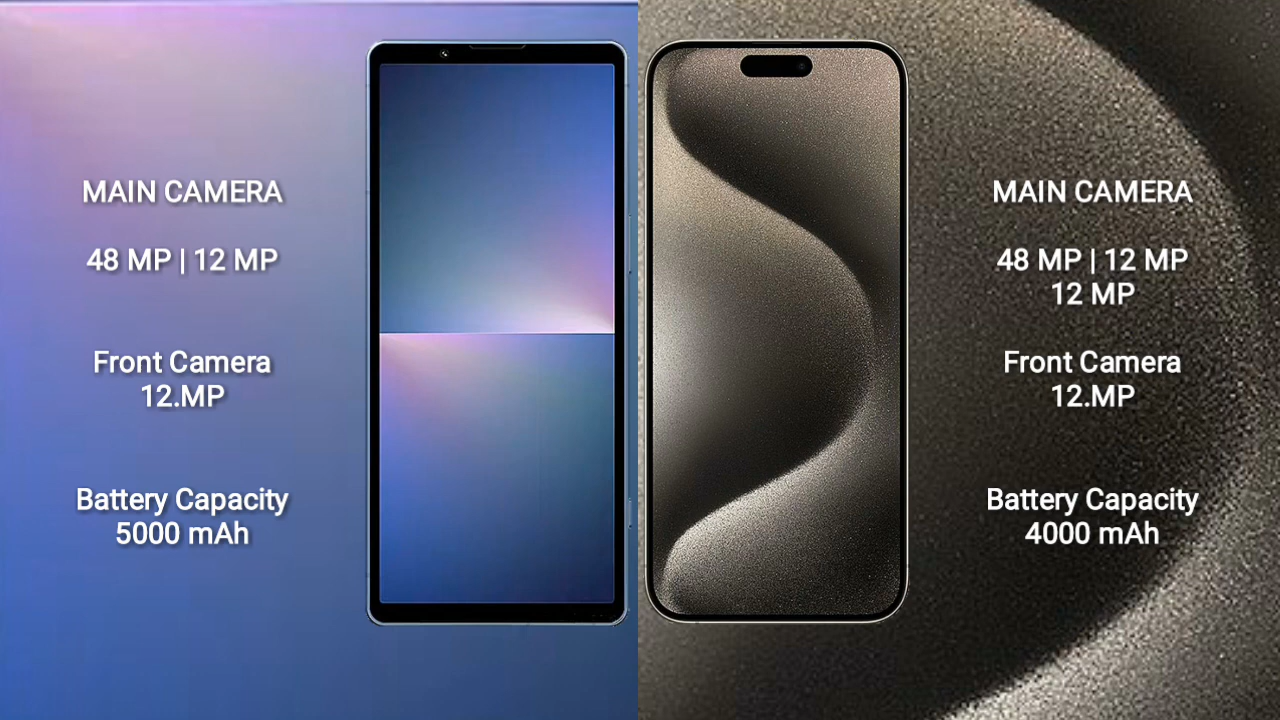 MAIN CAMERA
48 MP | 12 MP
Front Camera
12.MP
Battery Capacity
5000 mAh
MAIN CAMERA
48 MP | 12 MP
12 MP
Front Camera
12.MP
Battery Capacity
4000 mAh